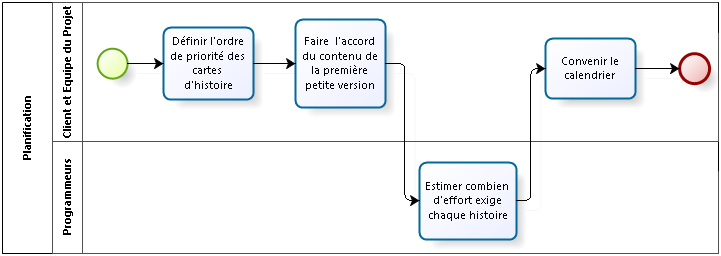 Planification
Client et Equipe du Projet
Définir l'ordre
de priorité des
cartes
d'histoire
Faire l'accord
du contenu de
la première
petite version
Convenir le
calendrier
Programmeurs
Estimer combien
d'effort exige
chaque histoire